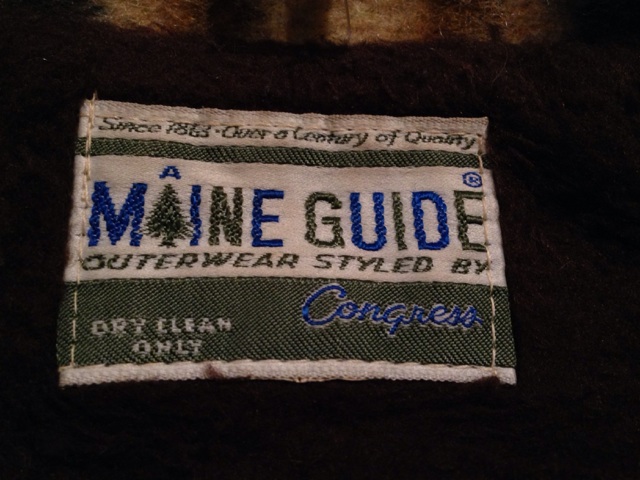 Since 1863 · Over a Century of Quality
A
MAINE GUIDE®
OUTERWEAR STYLED BY
Congress
DRY CLEAN
ONLY